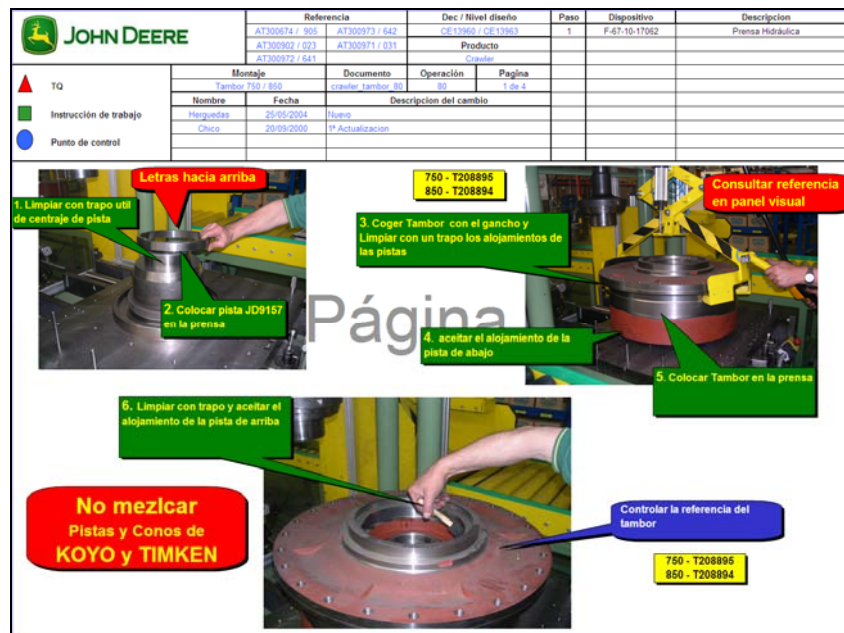 JOHN DEERE
Referencia
Dec / Nivel diseño
Paso
Dispositivo
Descripcion
AT300674 / 905
AT300973 / 642
CE13960 / CE13963
1
F-67-10-17062
Prensa Hidráulica
AT300902 / 023
AT300971 / 031
Producto
AT300972 / 641
Crawler
TQ
Instrucción de trabajo
Punto de control
Montaje
Documento
Operación
Pagina
Tambor 750 / 850
crawler_tambor_80
80
1 de 4
Nombre
Fecha
Descripcion del cambio
Herguedas
25/05/2004
Nuevo
Chico
20/09/2000
1ª Actualizacion
Letras hacia arriba
1. Limpiar con trapo util
de centraje de pista
2. Colocar pista JD9157
en la prensa
750 - T208895
850 - T208894
Consultar referencia
en panel visual
3. Coger Tambor con el gancho y
Limpiar con un trapo los alojamientos de
las pistas
Página
4. aceitar el alojamiento de la
pista de abajo
5. Colocar Tambor en la prensa
6. Limpiar con trapo y aceitar el
alojamiento de la pista de arriba
No mezlcar
Pistas y Conos de
KOYO y TIMKEN
Controlar la referencia del
tambor
750 - T208895
850 - T208894